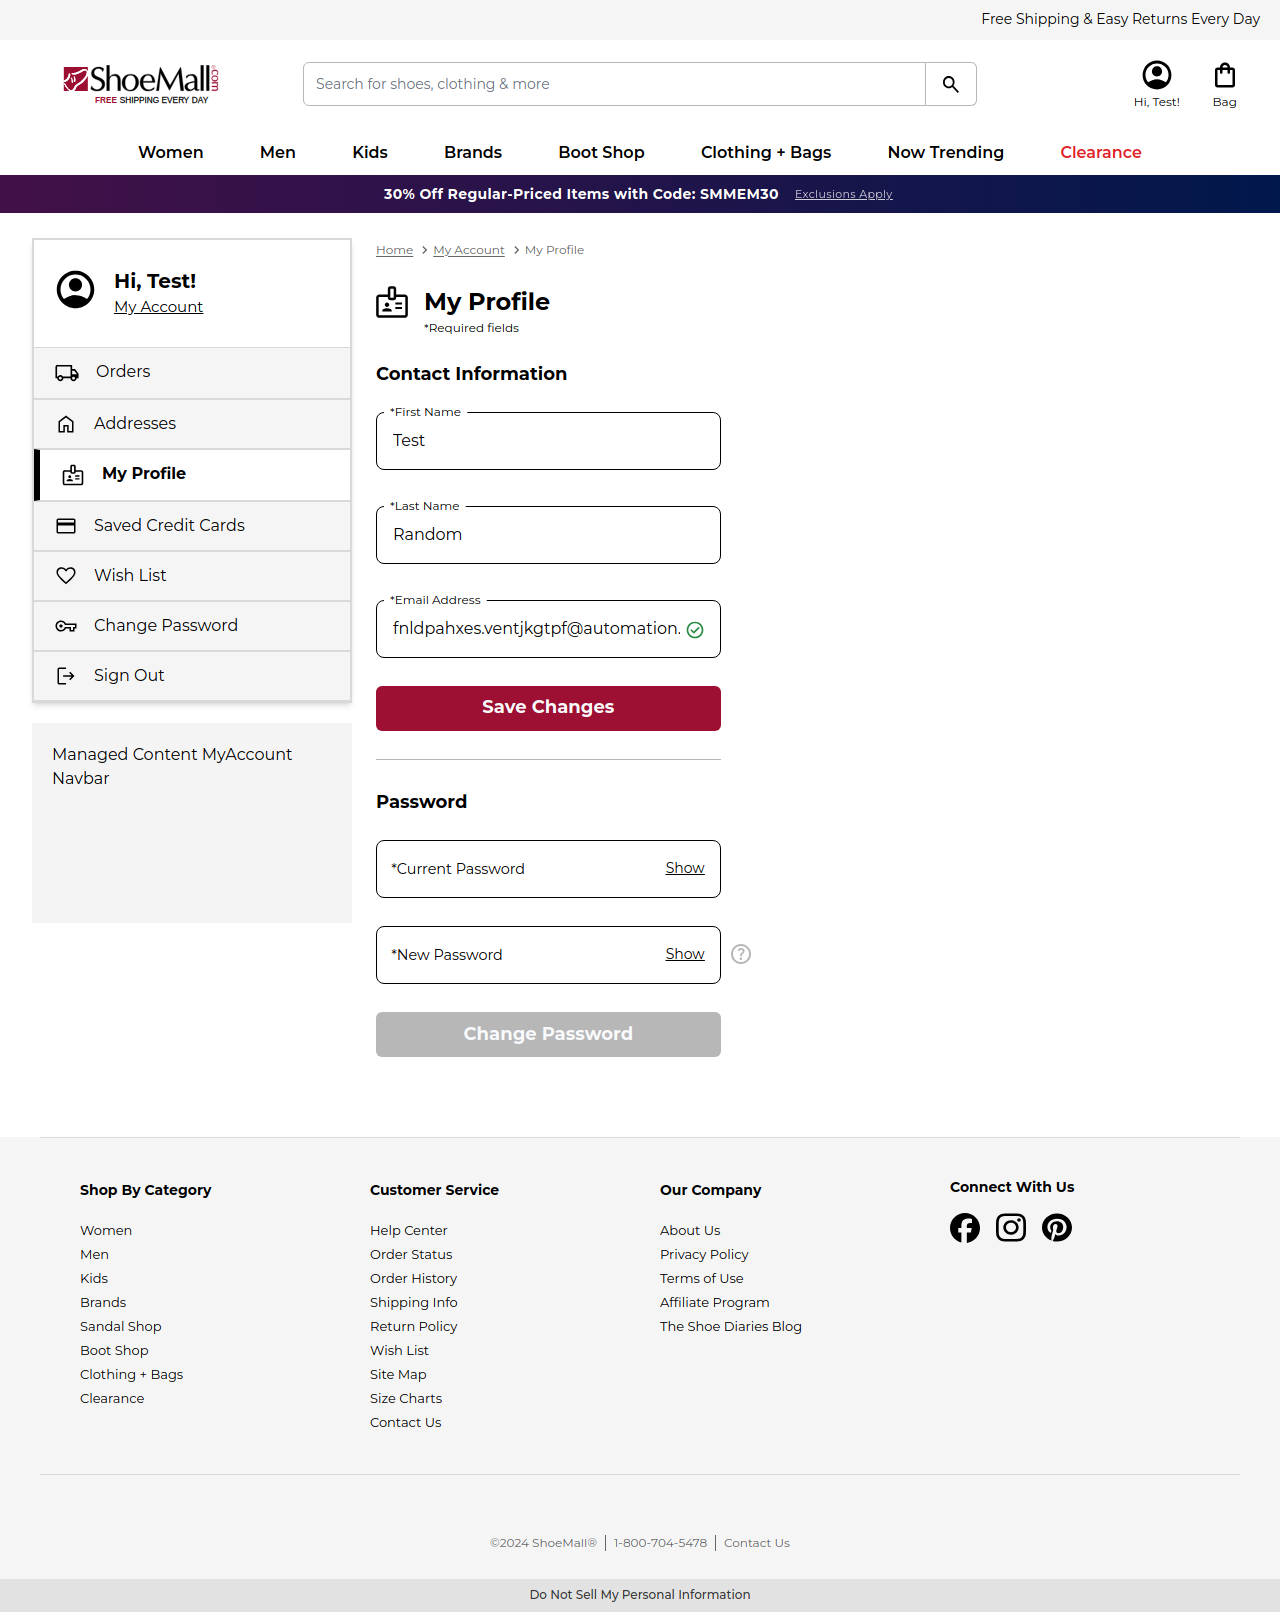 Free Shipping & Easy Returns Every Day
ShoeMall.com
FREE SHIPPING EVERY DAY
Search for shoes, clothing & more
Hi, Test!
Bag
Women
Men
Kids
Brands
Boot Shop
Clothing + Bags
Now Trending
Clearance
30% Off Regular-Priced Items with Code: SMMEM30
Exclusions Apply
Hi, Test!
My Account
Orders
Addresses
My Profile
Saved Credit Cards
Wish List
Change Password
Sign Out
Managed Content MyAccount
Navbar
Home
My Account
My Profile
My Profile
*Required fields
Contact Information
*First Name
Test
*Last Name
Random
*Email Address
fnldpahxes.ventjkgtpf@automation.
Save Changes
Password
*Current Password
Show
*New Password
Show
?
Change Password
Shop By Category
Women
Men
Kids
Brands
Sandal Shop
Boot Shop
Clothing + Bags
Clearance
Customer Service
Help Center
Order Status
Order History
Shipping Info
Return Policy
Wish List
Site Map
Size Charts
Contact Us
Our Company
About Us
Privacy Policy
Terms of Use
Affiliate Program
The Shoe Diaries Blog
Connect With Us
©2024 ShoeMall®
1-800-704-5478
Contact Us
Do Not Sell My Personal Information